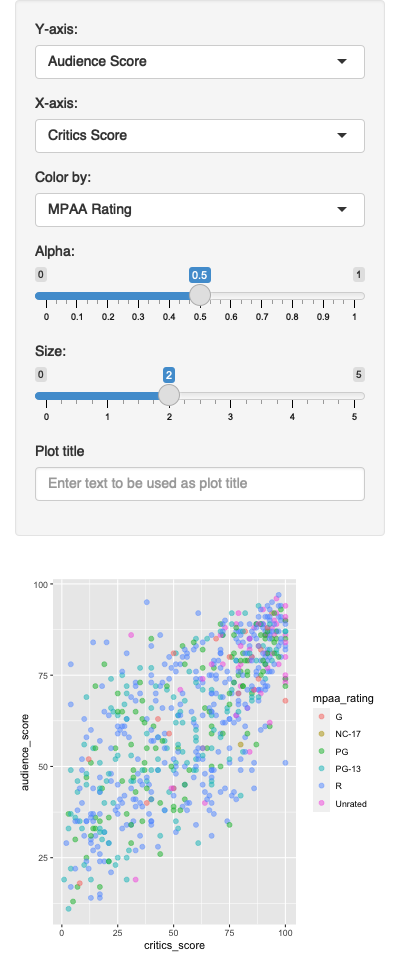 Y-axis:
Audience Score
X-axis:
Critics Score
Color by:
MPAA Rating
Alpha:
0 0.5 1
0 0.1 0.2 0.3 0.4 0.5 0.6 0.7 0.8 0.9 1
Size:
0 2 5
0 1 2 3 4 5
Plot title
Enter text to be used as plot title
100
75
50
25
audience_score
0 25 50 75 100
critics_score
mpaa_rating
G
NC-17
PG
PG-13
R
Unrated